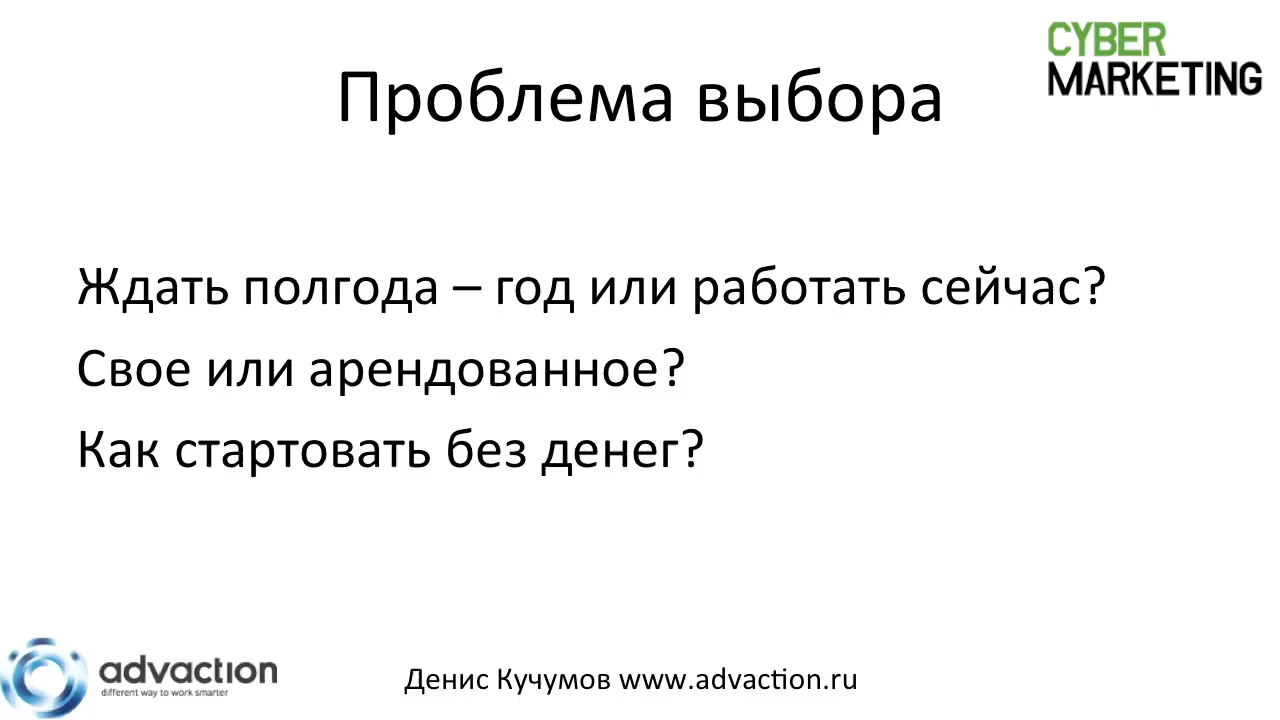 CYBER
MARKETING
Проблема выбора
Ждать полгода – год или работать сейчас?
Свое или арендованное?
Как стартовать без денег?
advaction
different way to work smarter
Денис Кучумов www.advaction.ru